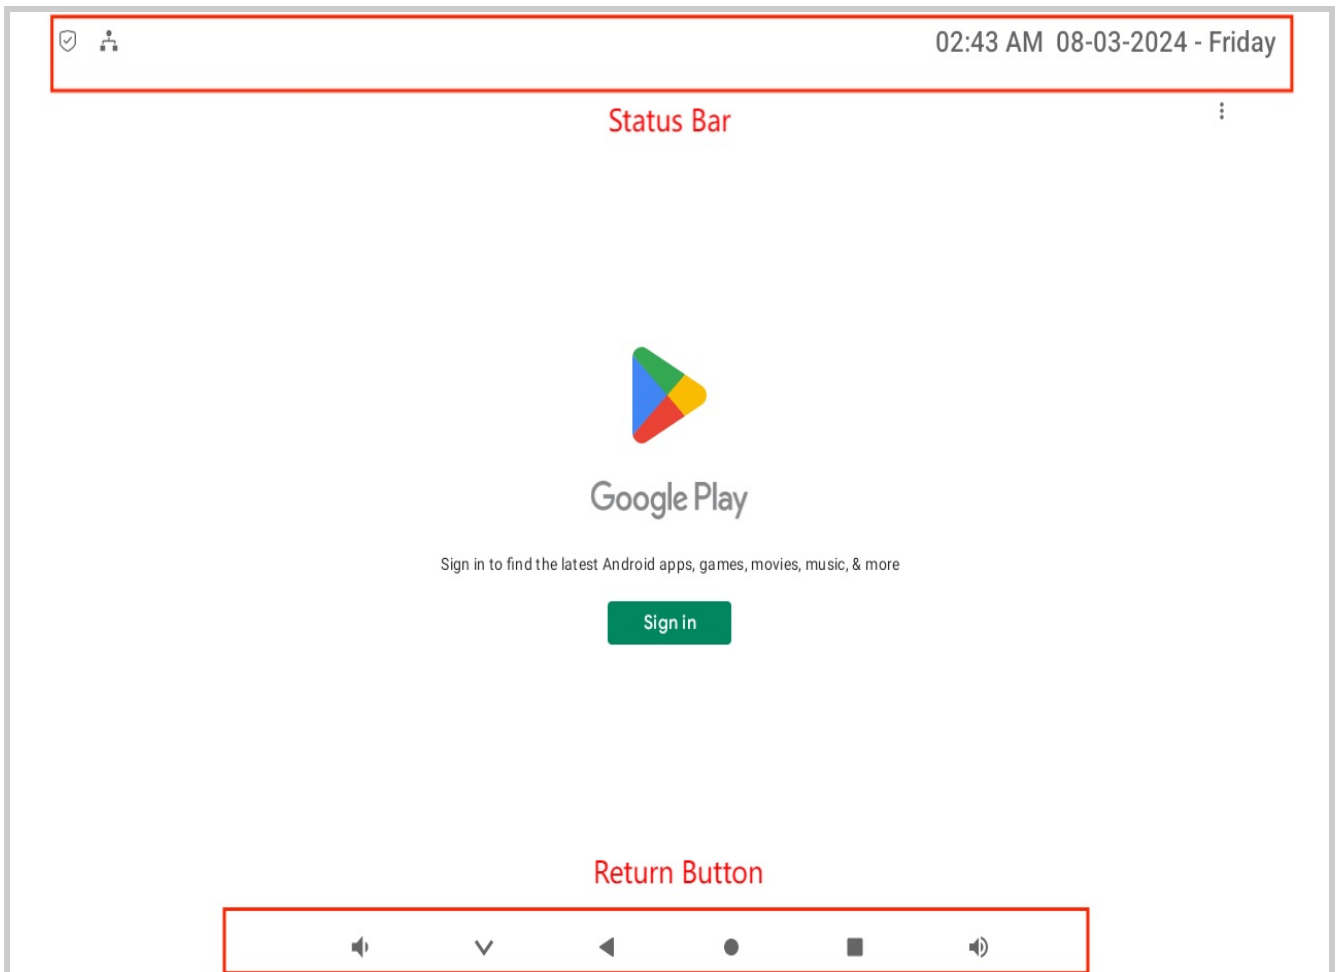 02:43 AM 08-03-2024 - Friday
Status Bar
Google Play
Sign in to find the latest Android apps, games, movies, music, & more
Sign in
Return Button